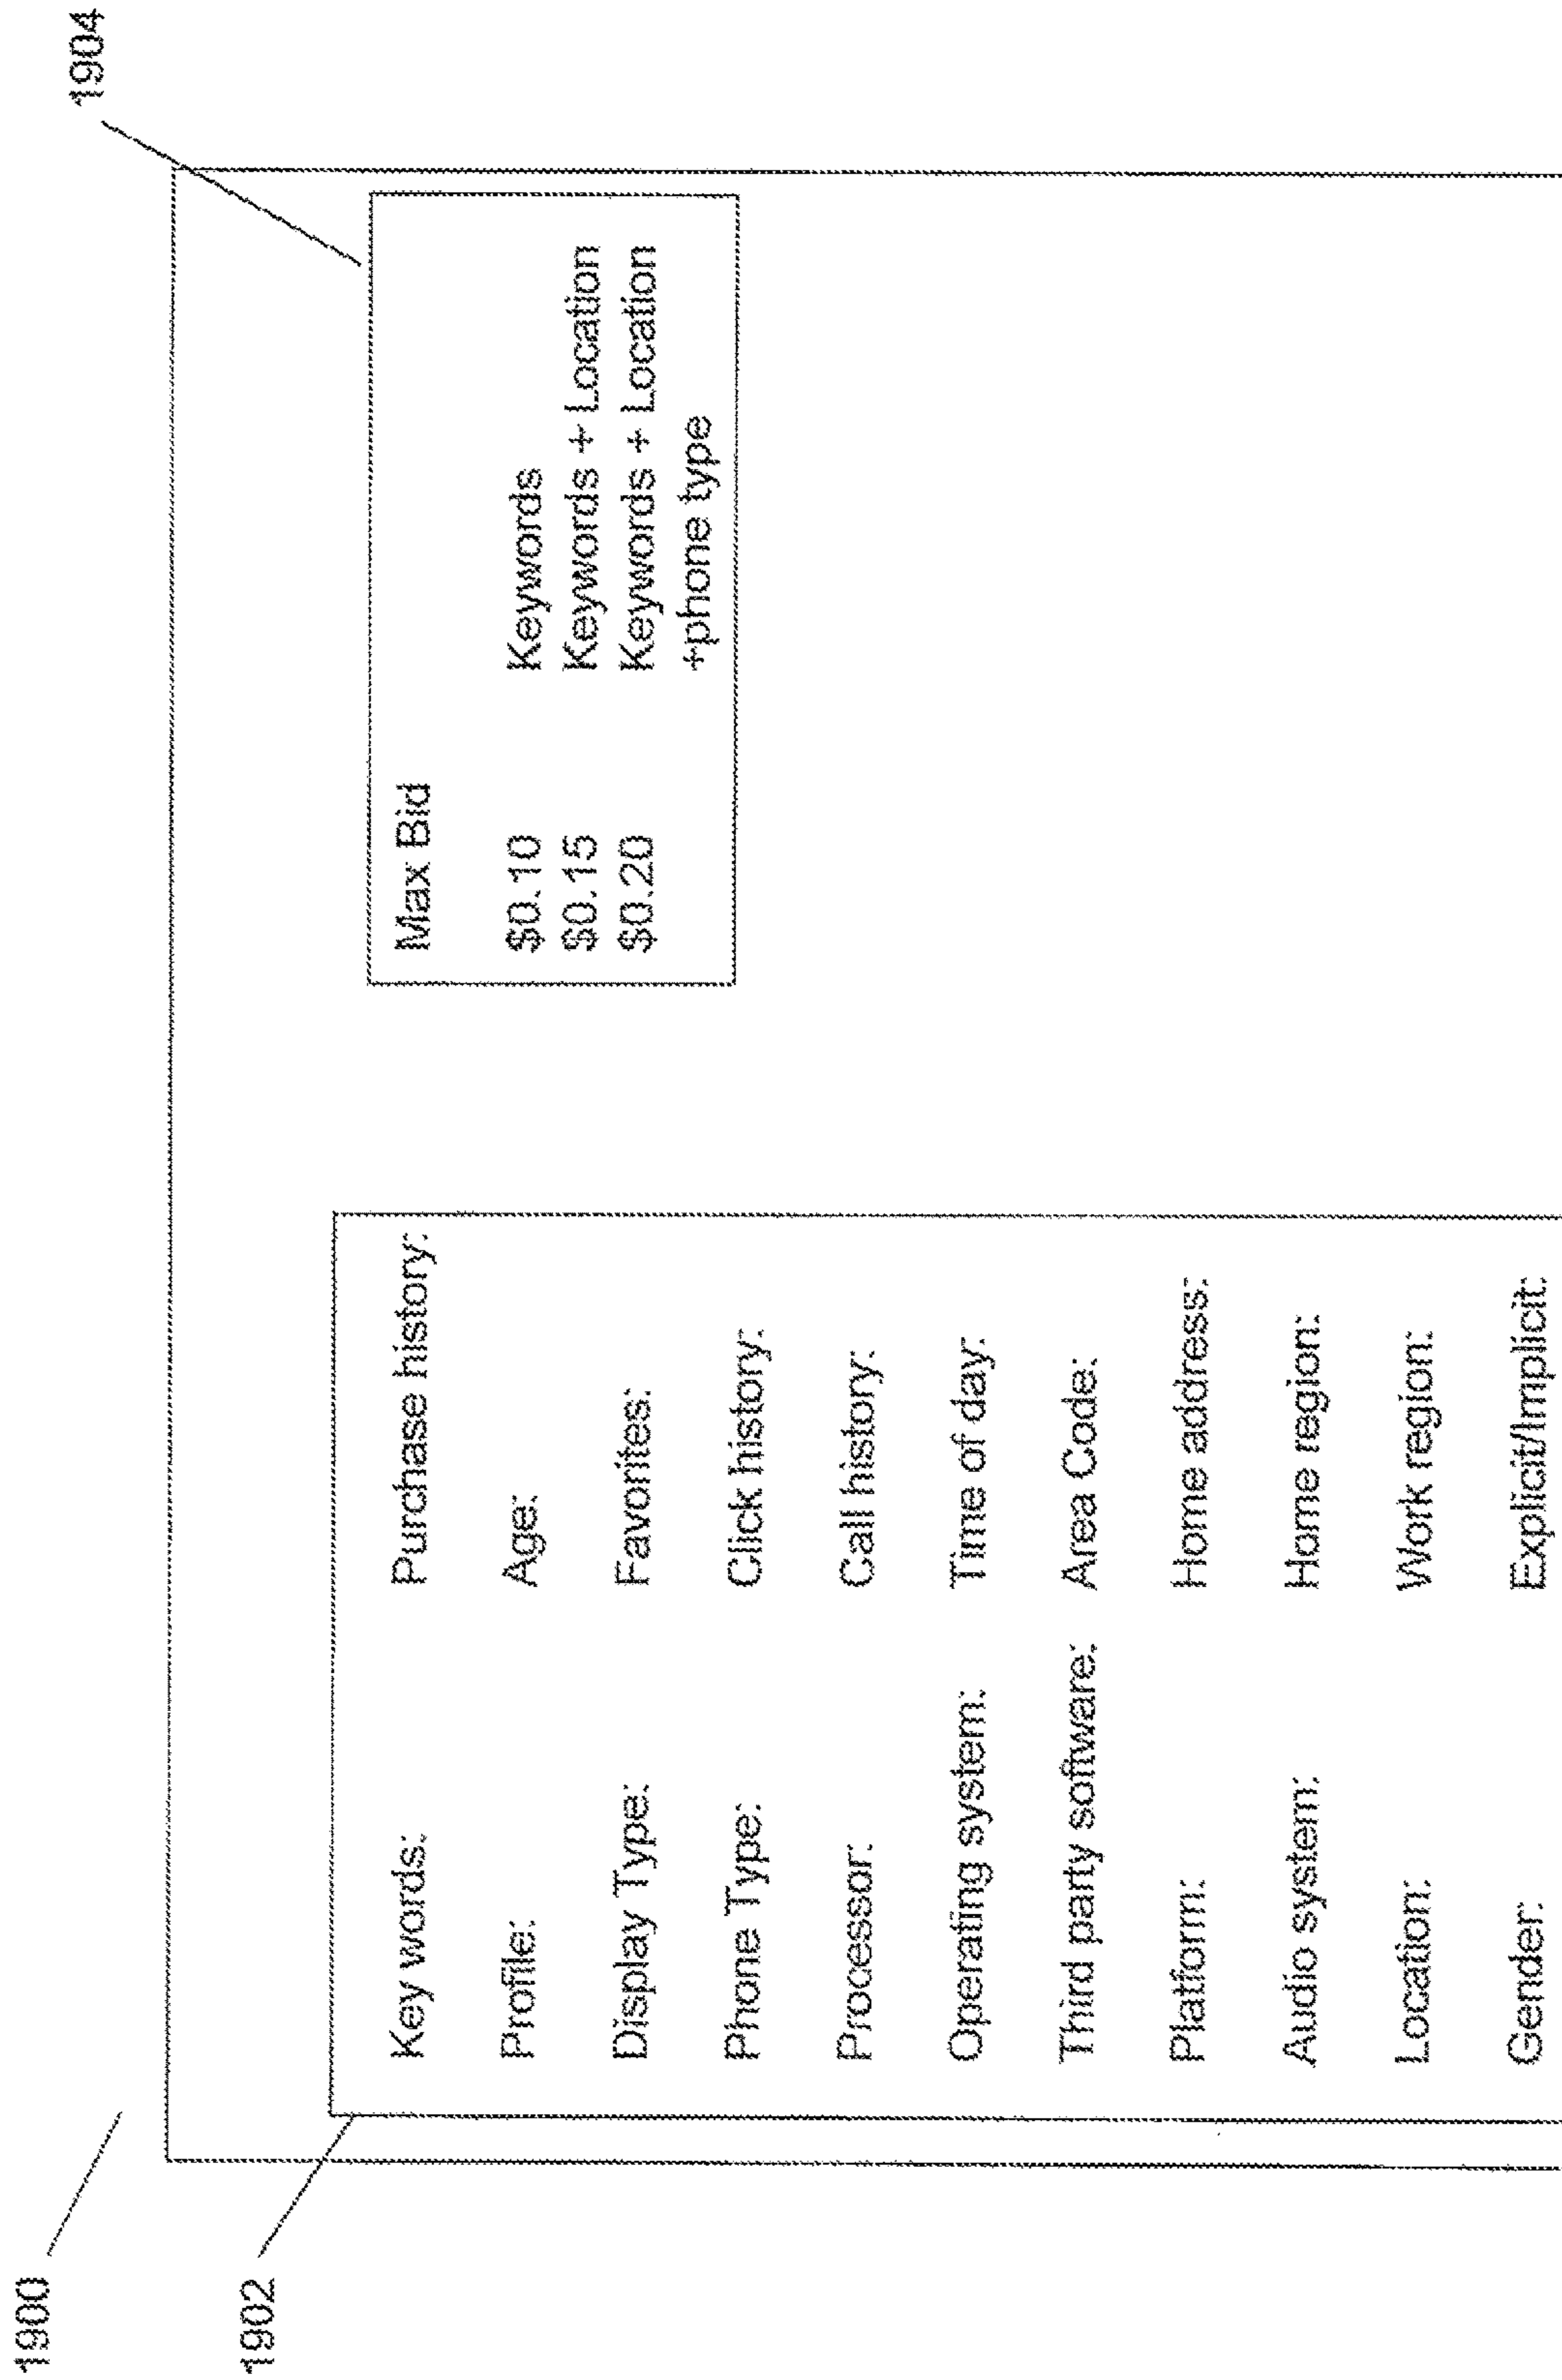 1900
1904
1902
Key words: Purchase history:
Profile: Age:
Display Type: Favorites:
Phone Type: Click history:
Processor: Call history:
Operating system: Time of day:
Third party software: Area Code:
Platform: Home address:
Audio system: Home region:
Location: Work region:
Gender: Explicit/Implicit:
Max Bid
$0.10 Keywords
$0.15 Keywords + Location
$0.20 Keywords + Location
+phone type